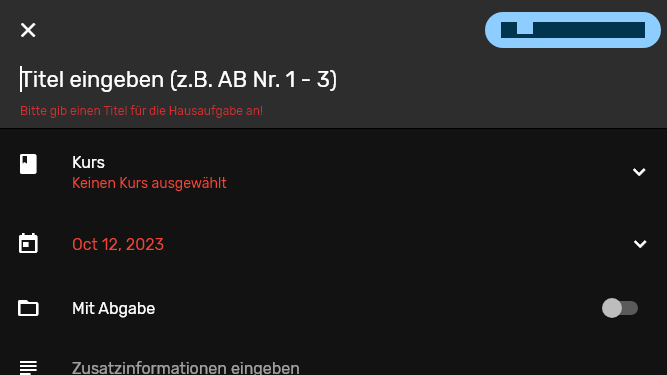 Titel eingeben (z.B. AB Nr. 1 - 3)
Bitte gib einen Titel für die Hausaufgabe an!
Kurs
Keinen Kurs ausgewählt
Oct 12, 2023
Mit Abgabe
Zusatzinformationen eingeben